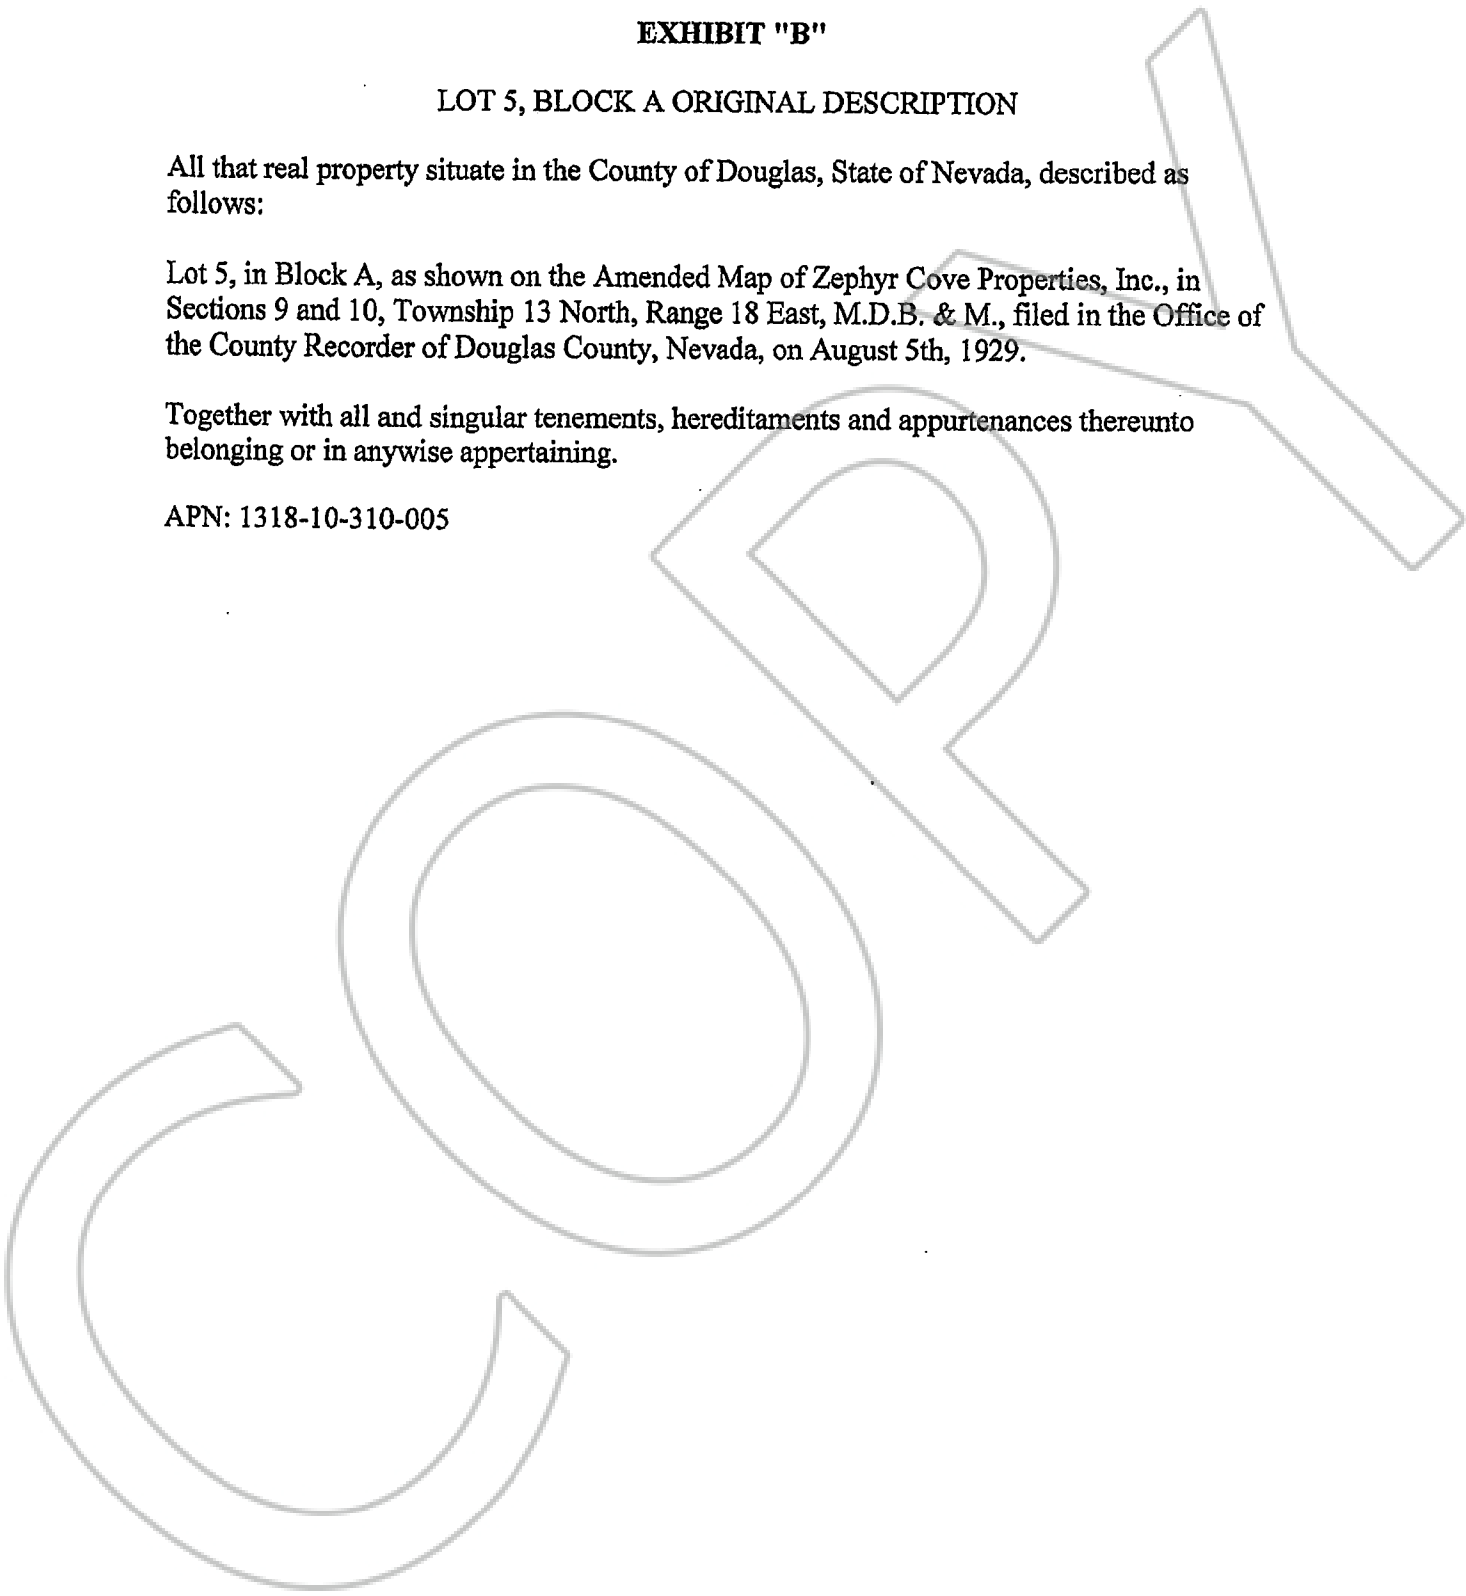 EXHIBIT "B"
LOT 5, BLOCK A ORIGINAL DESCRIPTION
All that real property situate in the County of Douglas, State of Nevada, described as
follows:
Lot 5, in Block A, as shown on the Amended Map of Zephyr Cove Properties, Inc., in
Sections 9 and 10, Township 13 North, Range 18 East, M.D.B. & M., filed in the Office of
the County Recorder of Douglas County, Nevada, on August 5th, 1929.
Together with all and singular tenements, hereditaments and appurtenances thereunto
belonging or in anywise appertaining.
APN: 1318-10-310-005
COPY